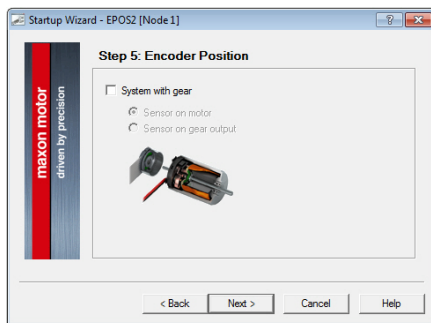 Startup Wizard - EPOS2 [Node 1]
Step 5: Encoder Position
System with gear
Sensor on motor
Sensor on gear output
maxon motor
driven by precision
< Back
Next >
Cancel
Help